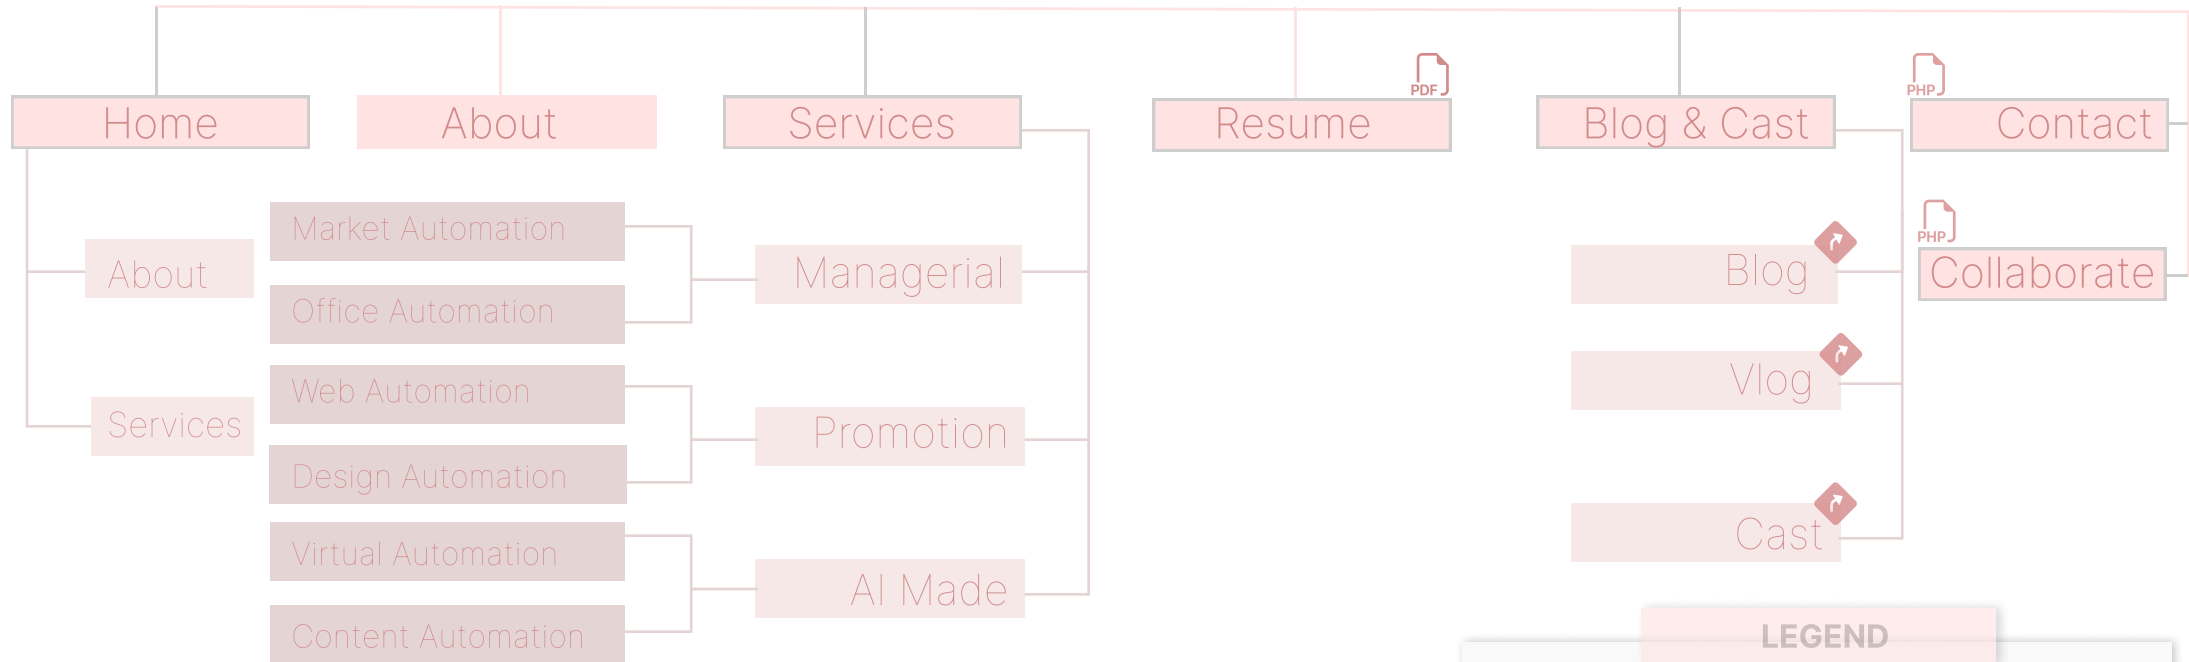 PDF
PHP
Home
About
Services
Resume
Blog & Cast
Contact
PHP
Market Automation
About
Managerial
Blog
Collaborate
Office Automation
Web Automation
Vlog
Services
Promotion
Design Automation
Cast
Virtual Automation
AI Made
Content Automation
LEGEND